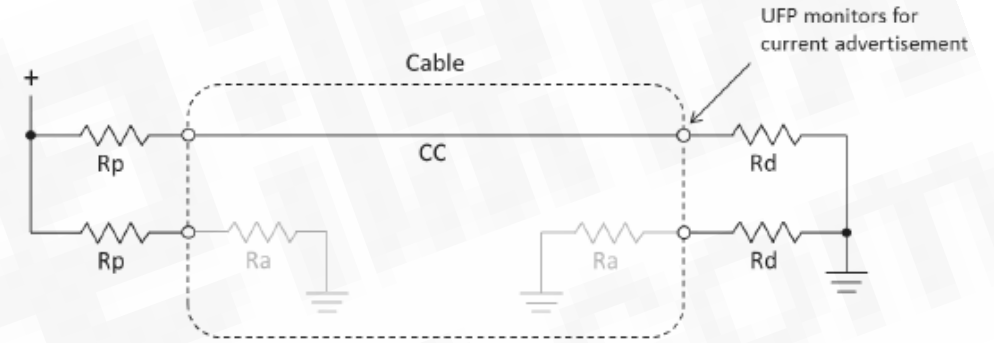 UFP monitors for
current advertisement
Cable
+
Rp
CC
Rd
Rp
Ra
Ra
Rd